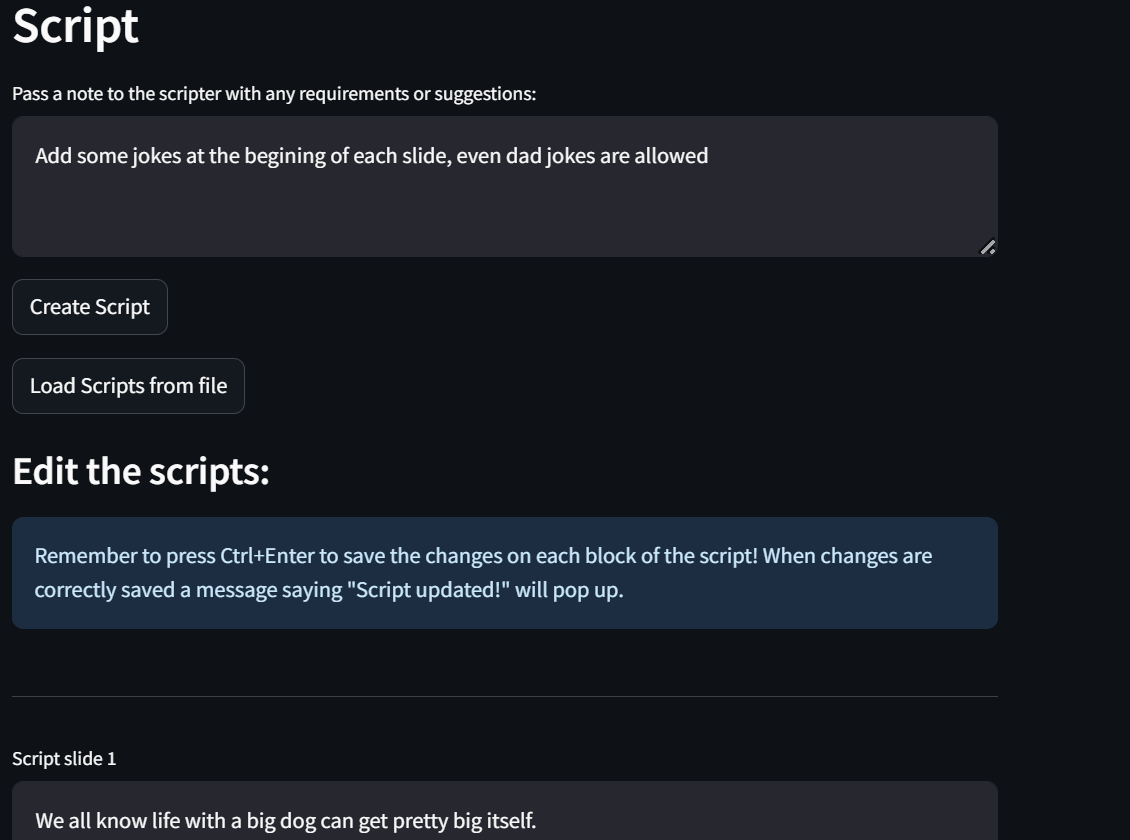 Script
Pass a note to the scripter with any requirements or suggestions:
Add some jokes at the begining of each slide, even dad jokes are allowed
Create Script
Load Scripts from file
Edit the scripts:
Remember to press Ctrl+Enter to save the changes on each block of the script! When changes are
correctly saved a message saying "Script updated!" will pop up.
Script slide 1
We all know life with a big dog can get pretty big itself.